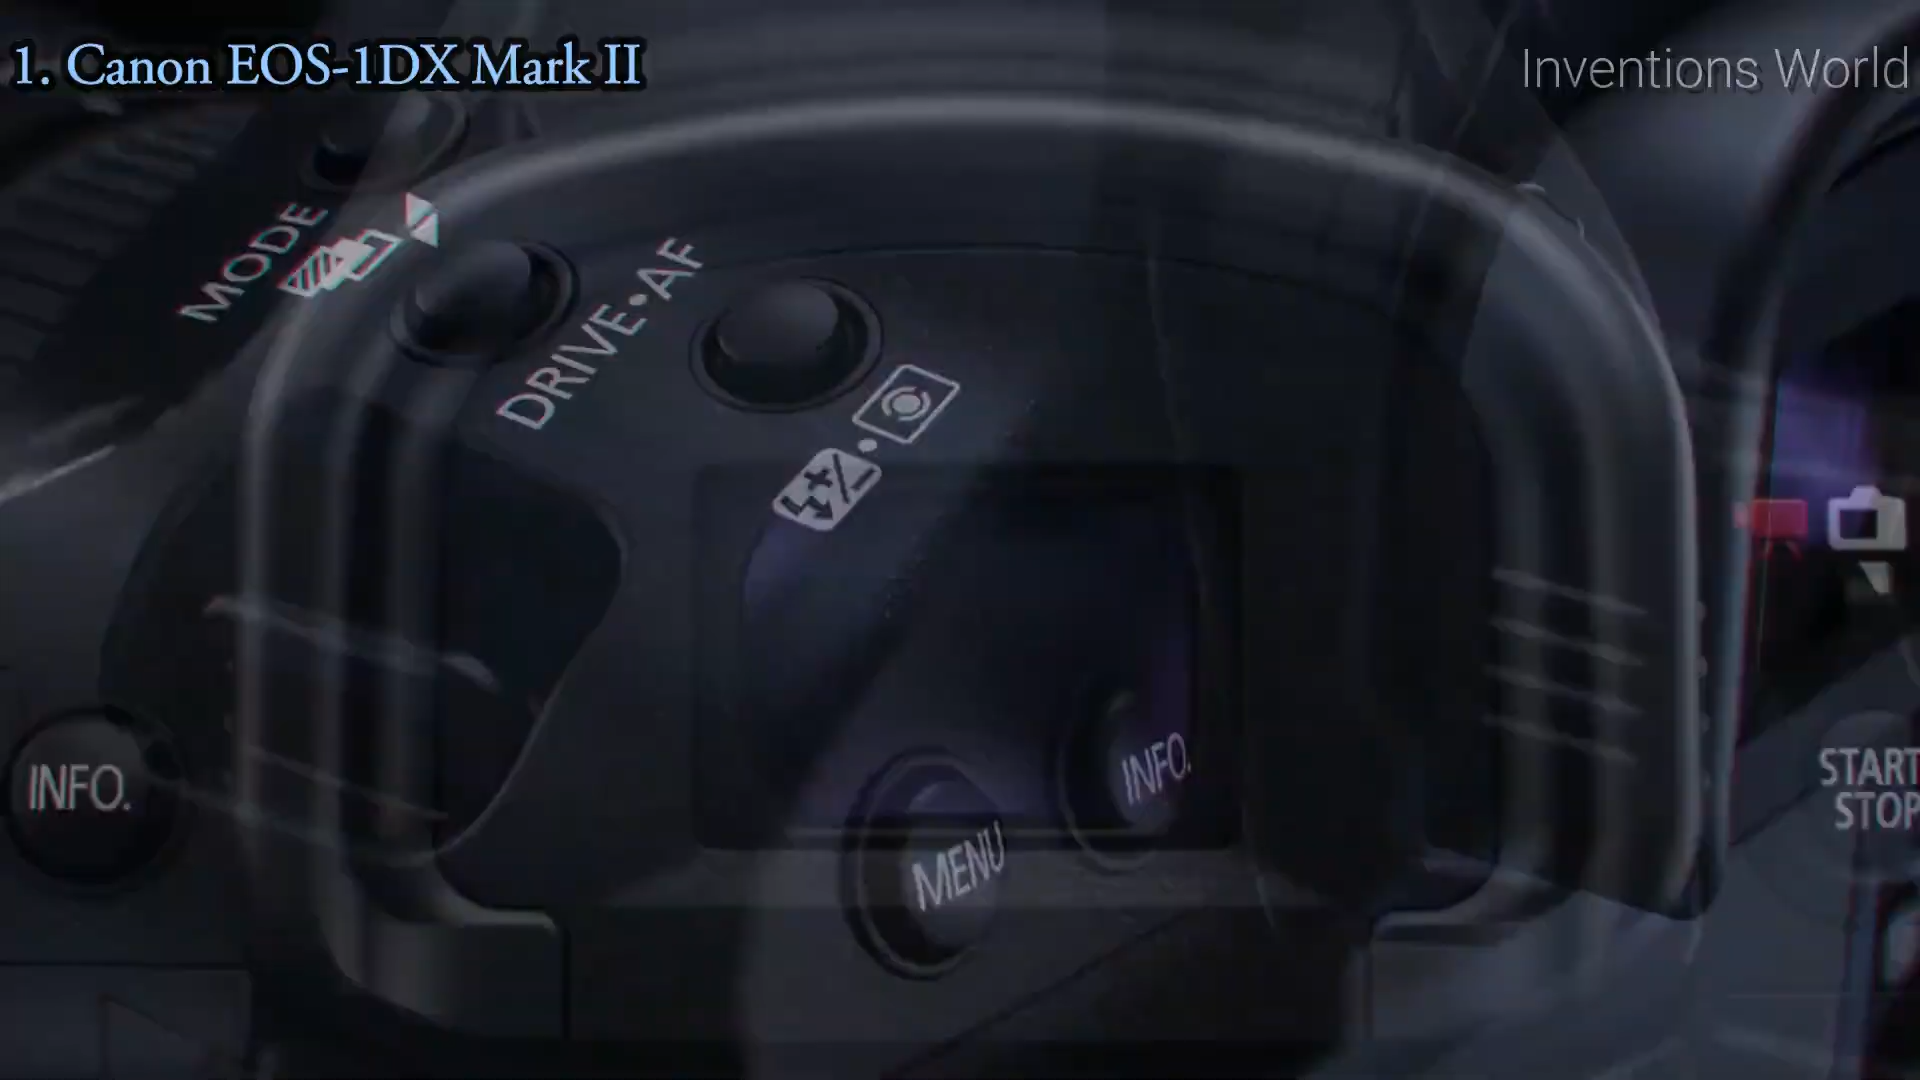 1. Canon EOS-1DX Mark II
Inventions World
MODE
DRIVE•AF
INFO.
INFO.
MENU
START
STOP